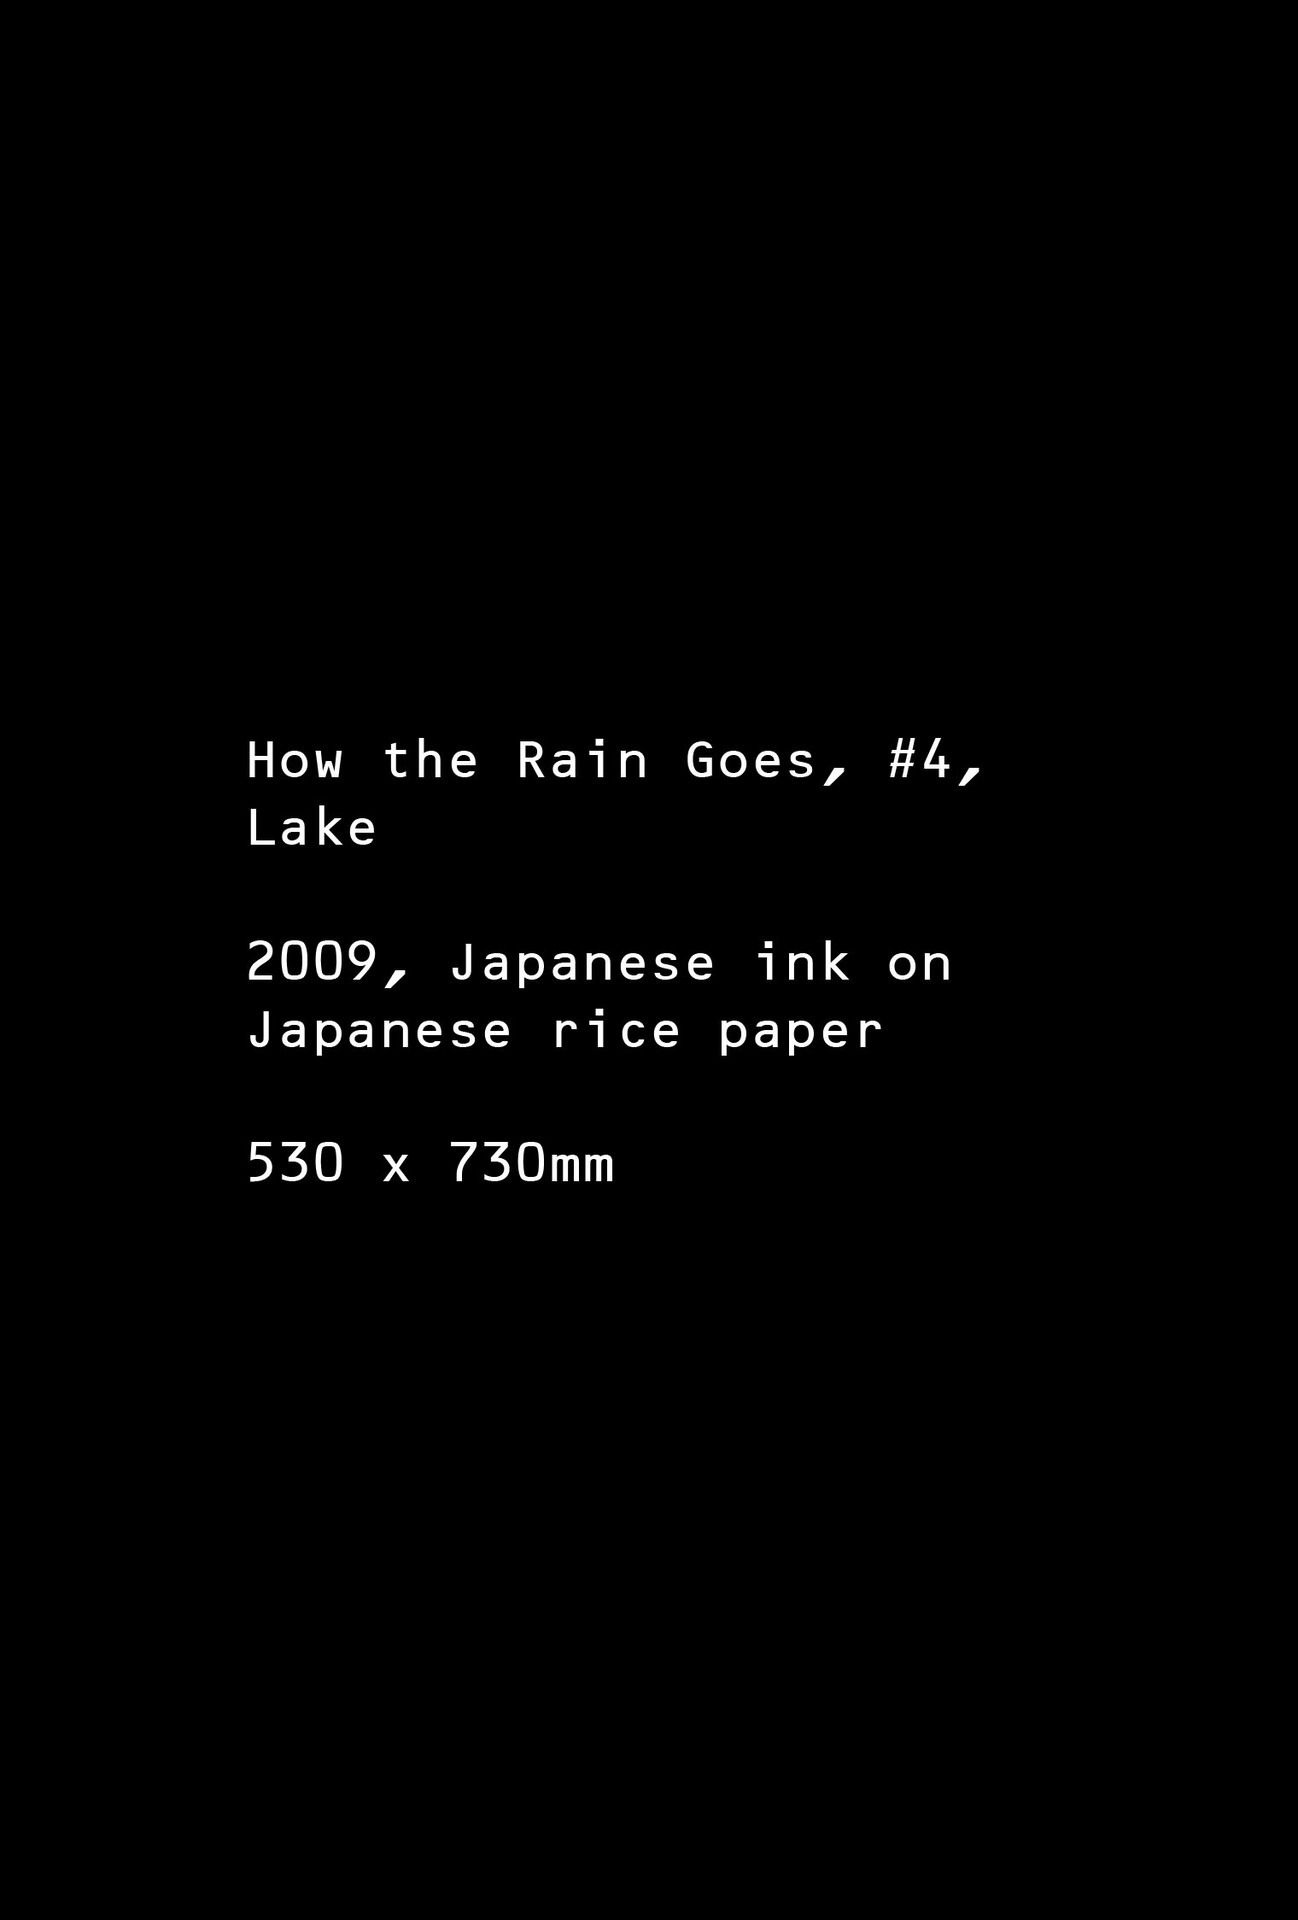 How the Rain Goes, #4,
Lake
2009, Japanese ink on
Japanese rice paper
530 x 730mm